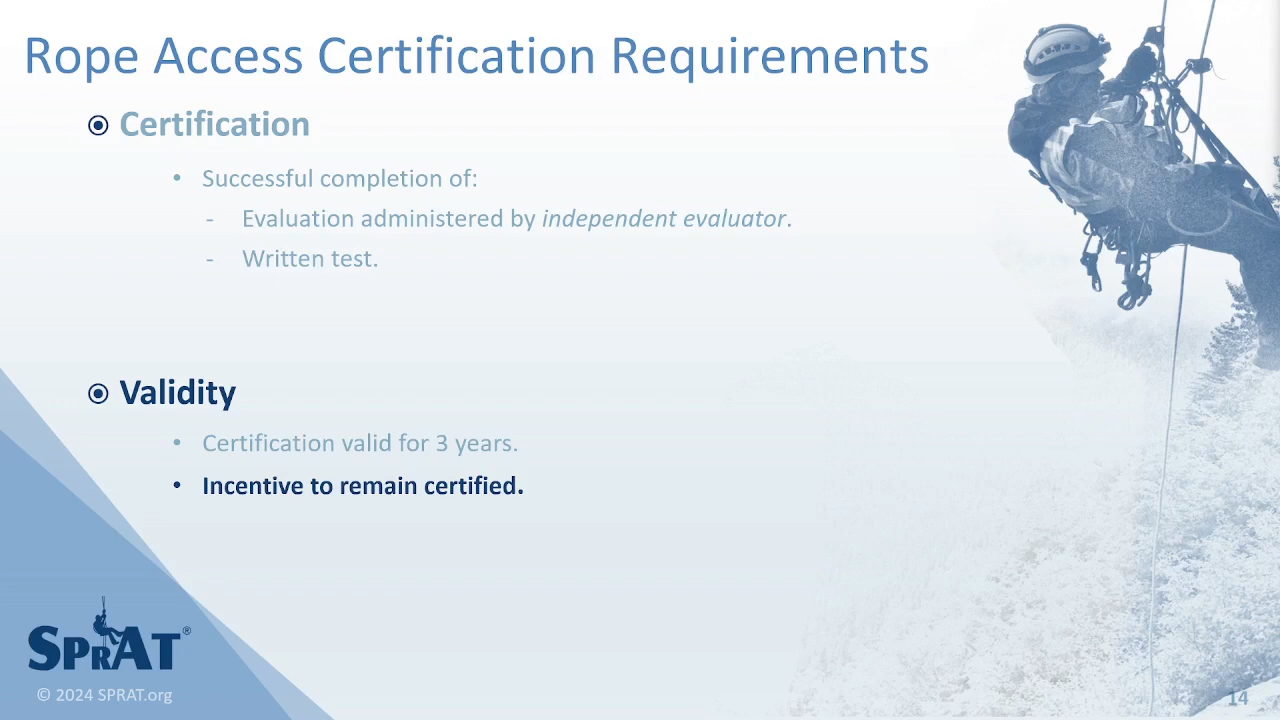 Rope Access Certification Requirements
Certification
• Successful completion of:
- Evaluation administered by independent evaluator.
- Written test.
Validity
• Certification valid for 3 years.
• Incentive to remain certified.
SPRAT®
© 2024 SPRAT.org
14